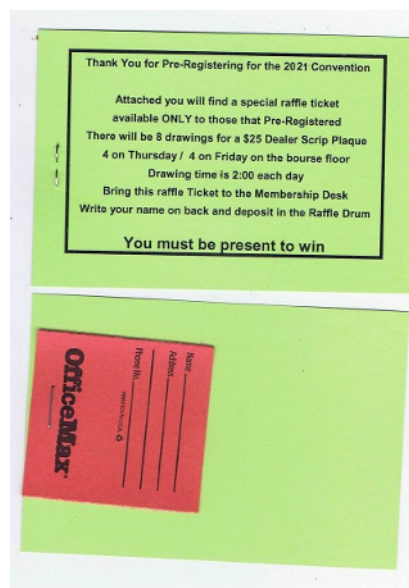 Thank You for Pre-Registering for the 2021 Convention
Attached you will find a special raffle ticket
available ONLY to those that Pre-Registered
There will be 8 drawings for a $25 Dealer Scrip Plaque
4 on Thursday / 4 on Friday on the bourse floor
Drawing time is 2:00 each day
Bring this raffle Ticket to the Membership Desk
Write your name on back and deposit in the Raffle Drum
You must be present to win
Name
Address
Phone No.
OfficeMax®